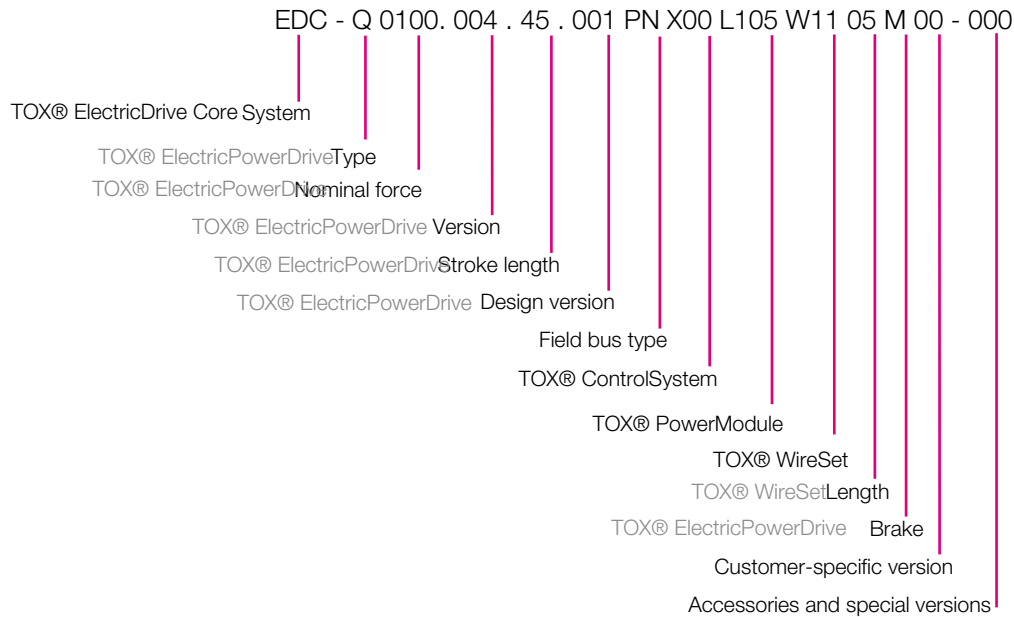 EDC - Q 0100. 004 . 45 . 001 PN X00 L105 W11 05 M 00 - 000
TOX® ElectricDrive Core System
TOX® ElectricPowerDrive Type
TOX® ElectricPowerDrive Nominal force
TOX® ElectricPowerDrive Version
TOX® ElectricPowerDrive Stroke length
TOX® ElectricPowerDrive Design version
Field bus type
TOX® ControlSystem
TOX® PowerModule
TOX® WireSet
TOX® WireSet Length
TOX® ElectricPowerDrive Brake
Customer-specific version
Accessories and special versions